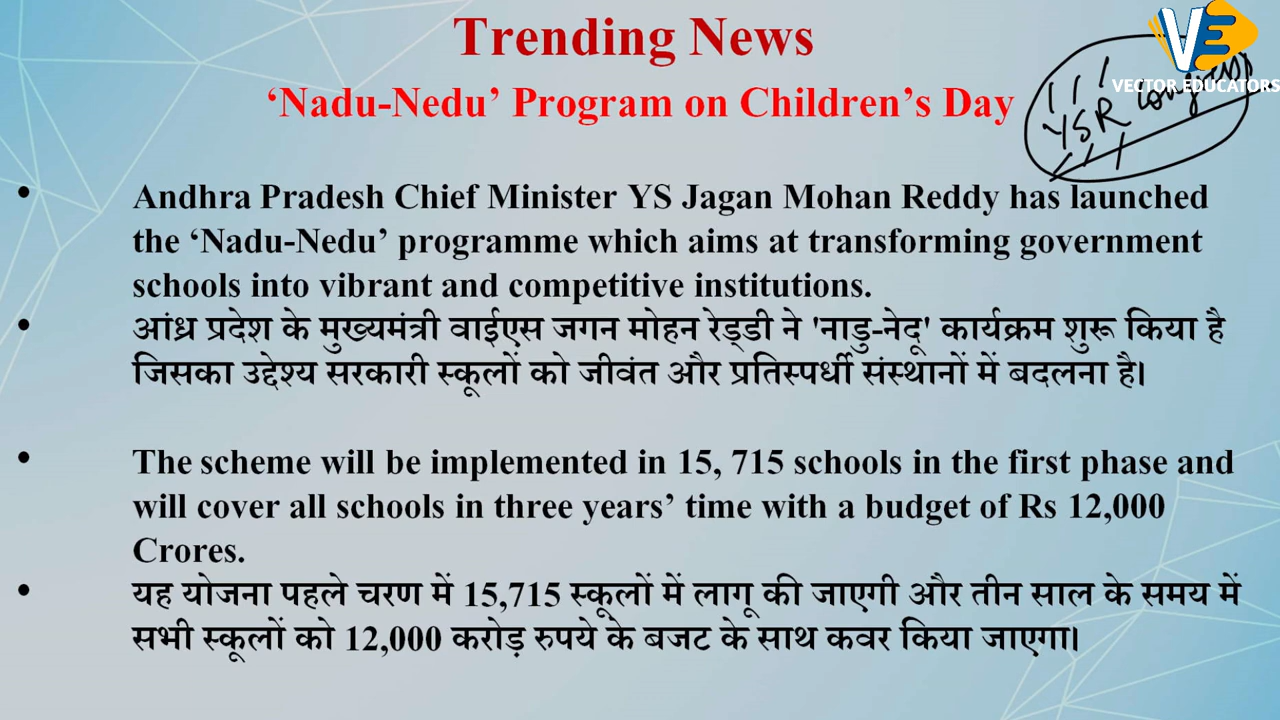 Trending News
‘Nadu-Nedu’ Program on Children’s Day
VE
VECTOR EDUCATORS
YSR Congress
• Andhra Pradesh Chief Minister YS Jagan Mohan Reddy has launched
the ‘Nadu-Nedu’ programme which aims at transforming government
schools into vibrant and competitive institutions.
• आंध्र प्रदेश के मुख्यमंत्री वाईएस जगन मोहन रेड्डी ने 'नाडु-नेदू' कार्यक्रम शुरू किया है
जिसका उद्देश्य सरकारी स्कूलों को जीवंत और प्रतिस्पर्धी संस्थानों में बदलना है।
• The scheme will be implemented in 15, 715 schools in the first phase and
will cover all schools in three years’ time with a budget of Rs 12,000
Crores.
• यह योजना पहले चरण में 15,715 स्कूलों में लागू की जाएगी और तीन साल के समय में
सभी स्कूलों को 12,000 करोड़ रुपये के बजट के साथ कवर किया जाएगा।